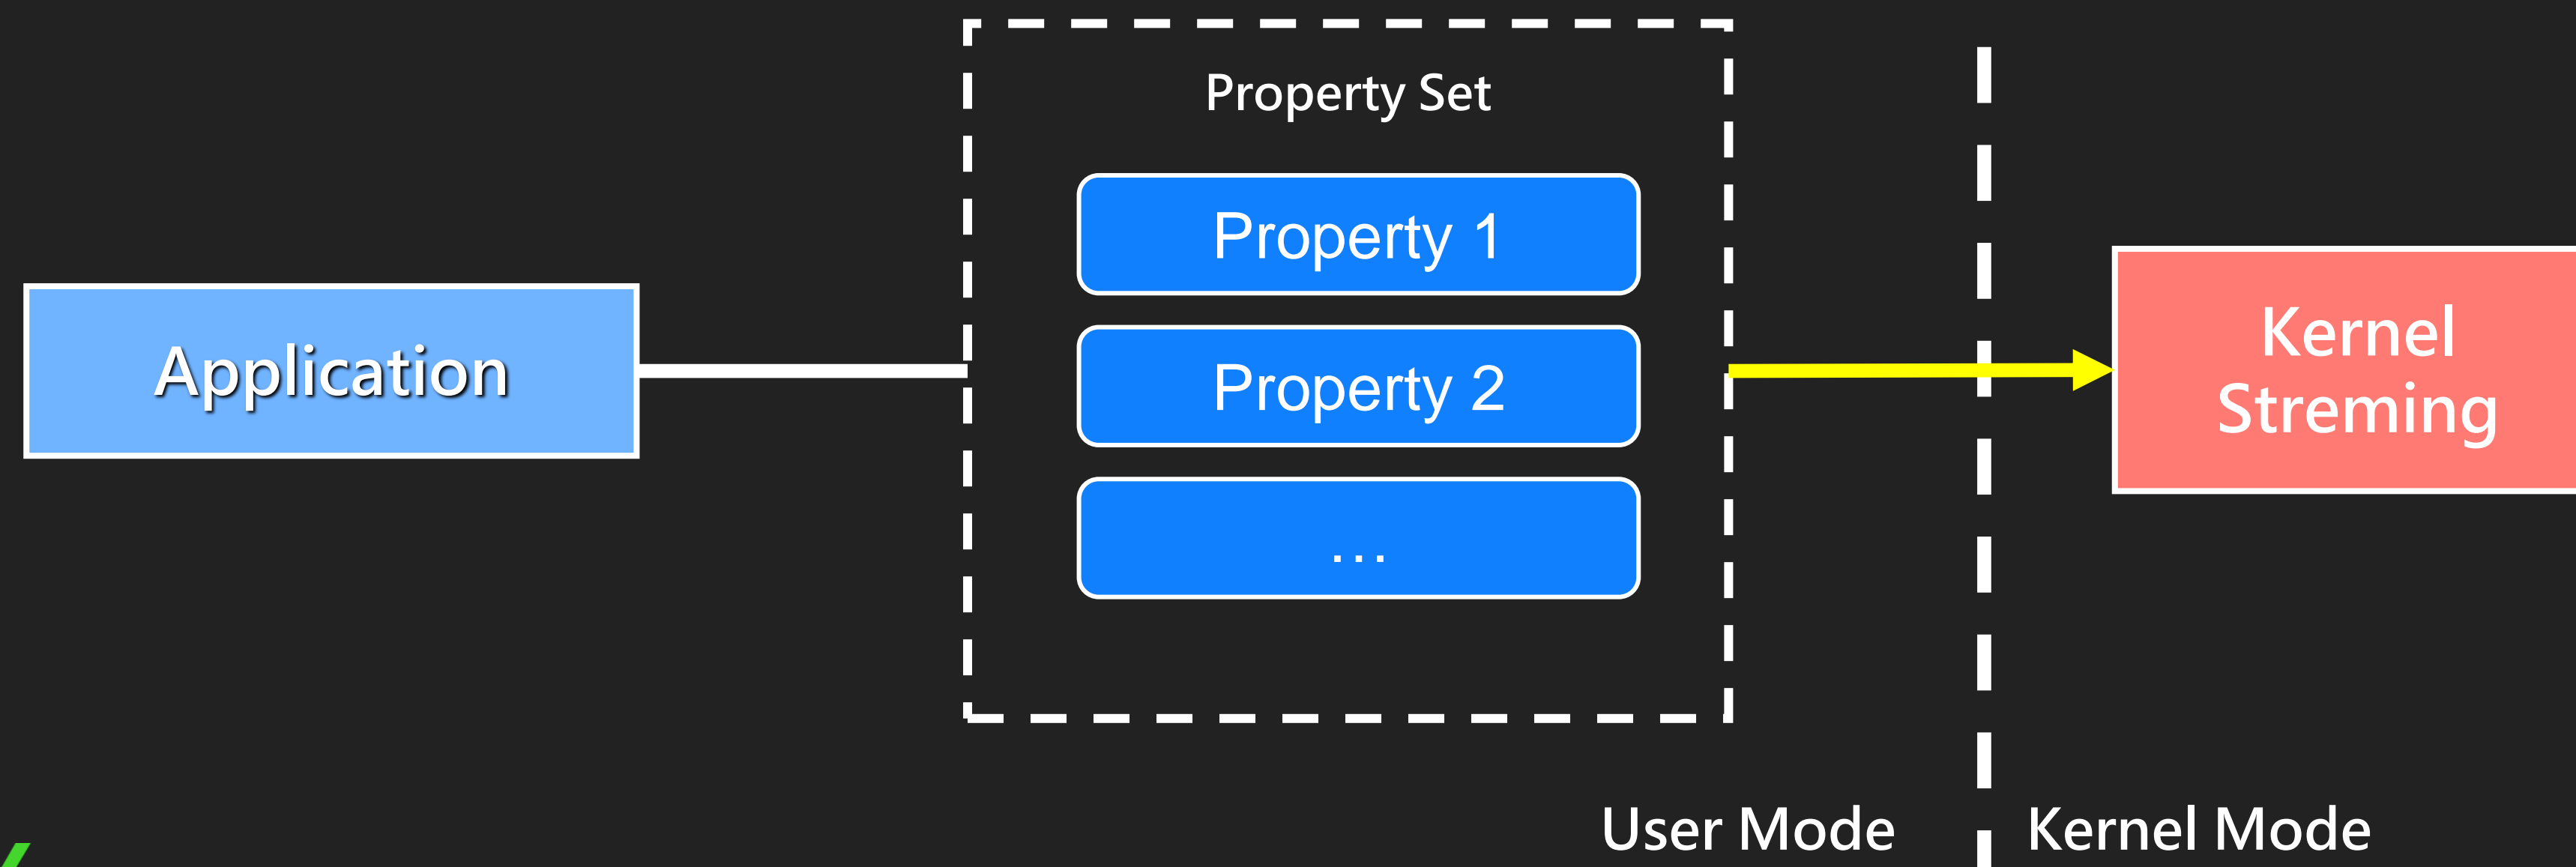 Property Set
Property 1
Application
Property 2
...
Kernel
Streming
User Mode
Kernel Mode